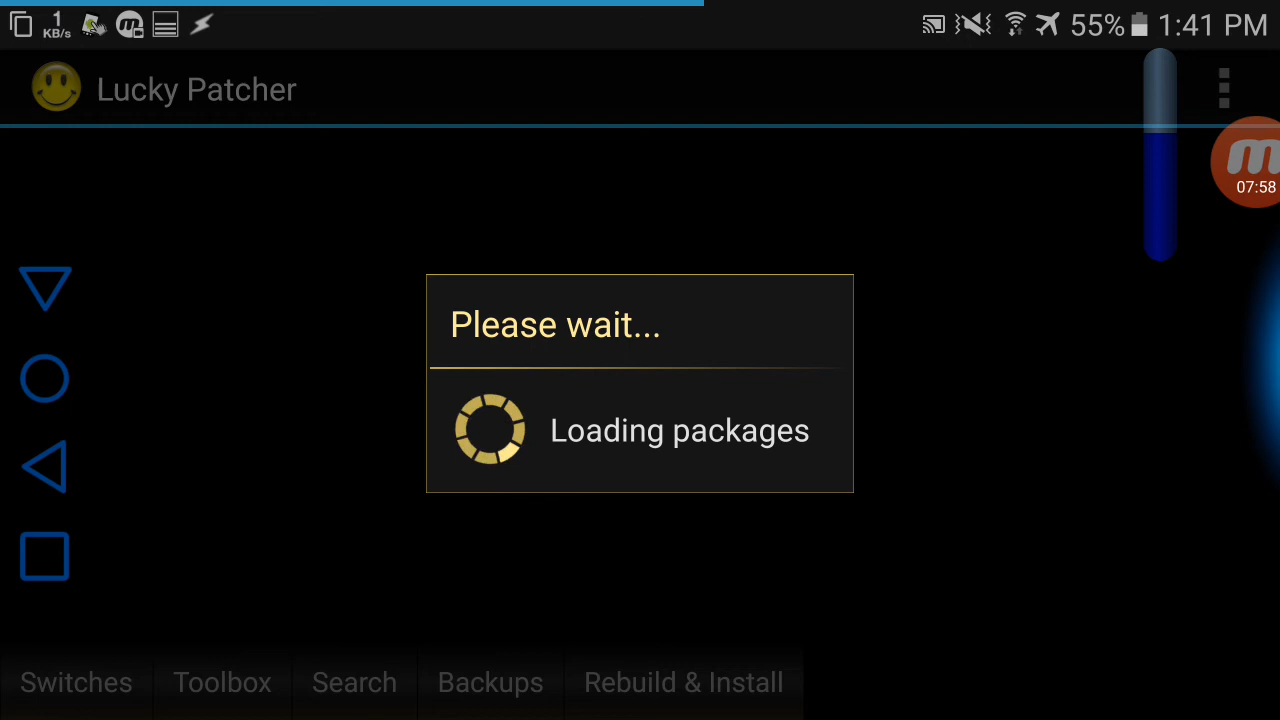 1
KB/s
55%
1:41 PM
Lucky Patcher
07:58
Please wait...
Loading packages
Switches
Toolbox
Search
Backups
Rebuild & Install